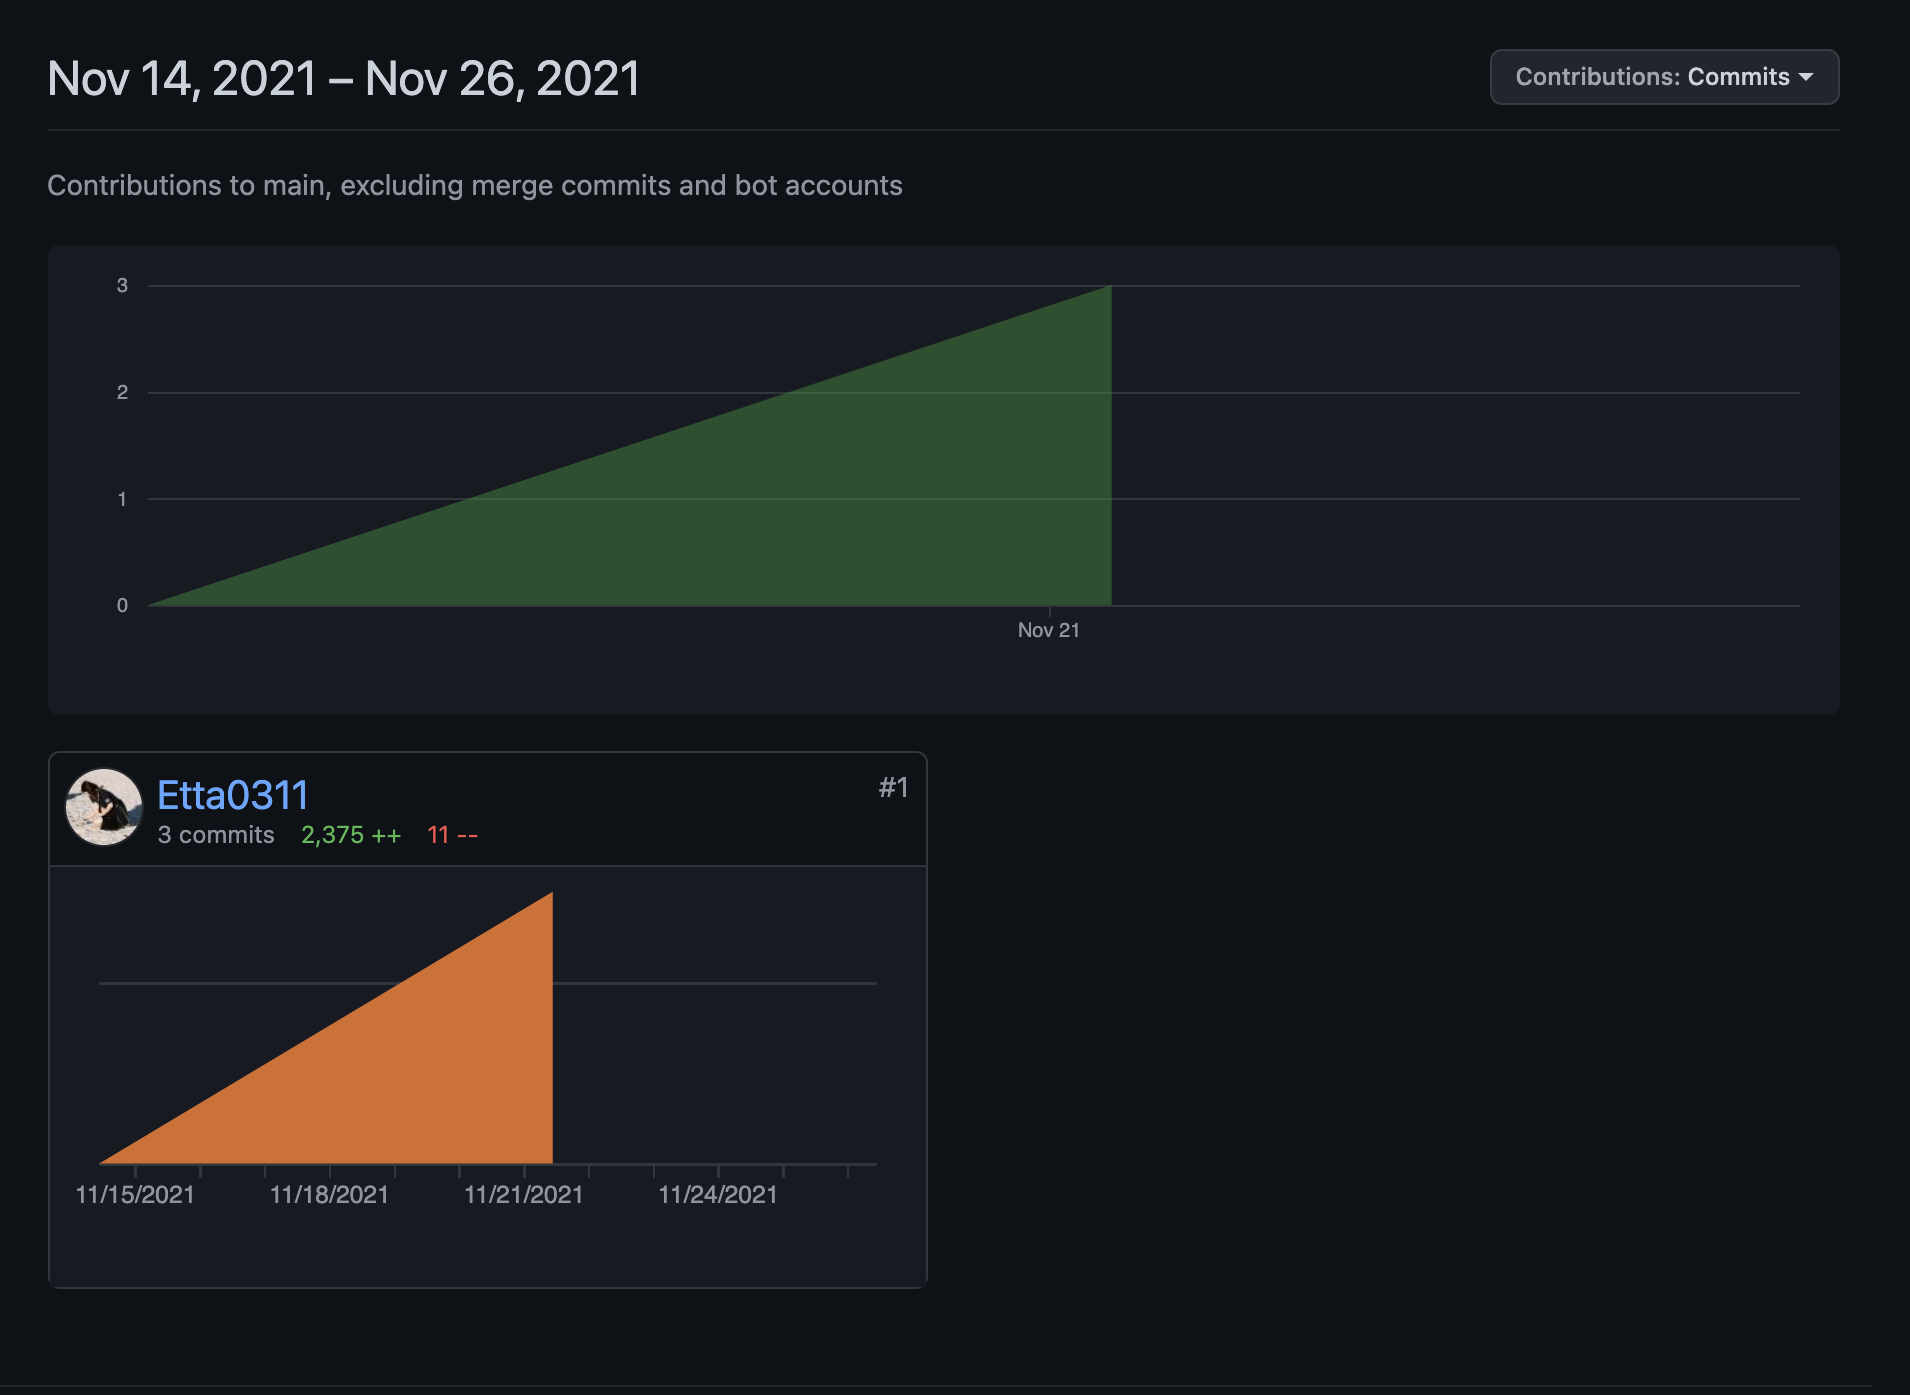 Nov 14, 2021 – Nov 26, 2021
Contributions: Commits
Contributions to main, excluding merge commits and bot accounts
3
2
1
0
Nov 21
Etta0311
#1
3 commits 2,375 ++ 11 --
11/15/2021 11/18/2021 11/21/2021 11/24/2021